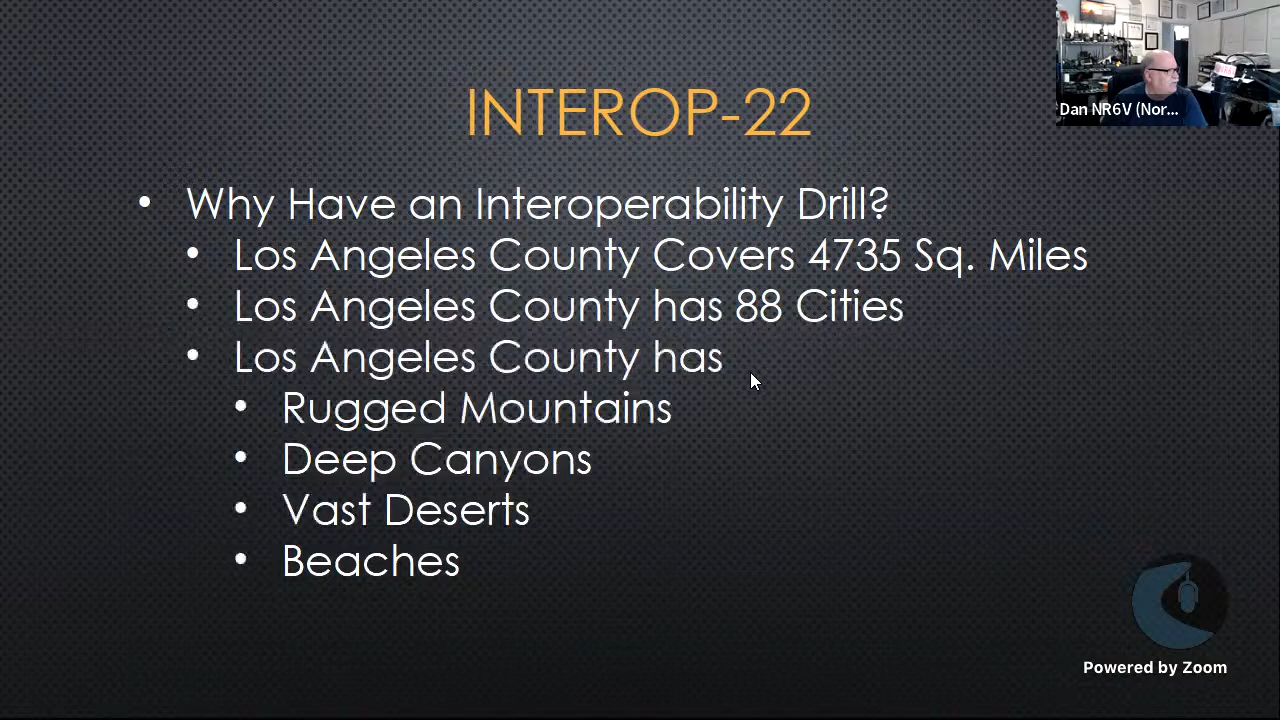 INTEROP-22
Dan NR6V (Nor...
• Why Have an Interoperability Drill?
• Los Angeles County Covers 4735 Sq. Miles
• Los Angeles County has 88 Cities
• Los Angeles County has
• Rugged Mountains
• Deep Canyons
• Vast Deserts
• Beaches
Powered by Zoom